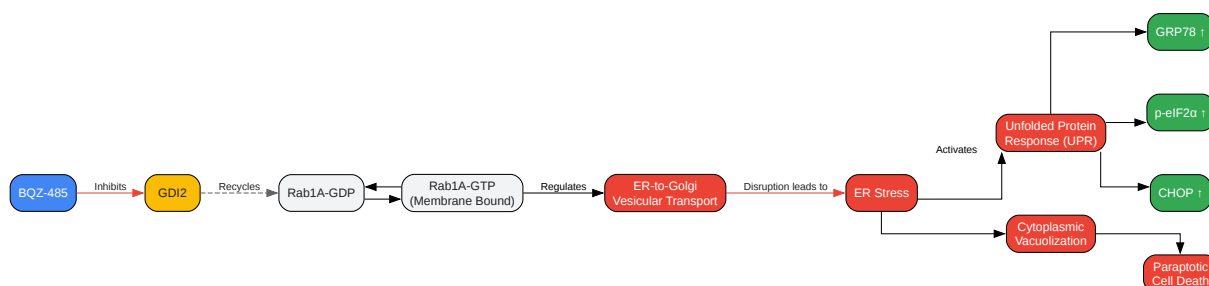 GRP78 ↑
p-eIF2α ↑
Unfolded Protein
Response (UPR)
Activates
BQZ-485
Inhibits
GDI2
Recycles
Rab1A-GDP
Rab1A-GTP
(Membrane Bound)
Regulates
ER-to-Golgi
Vesicular Transport
Disruption leads to
ER Stress
CHOP ↑
Cytoplasmic
Vacuolization
Paraptotic
Cell Death